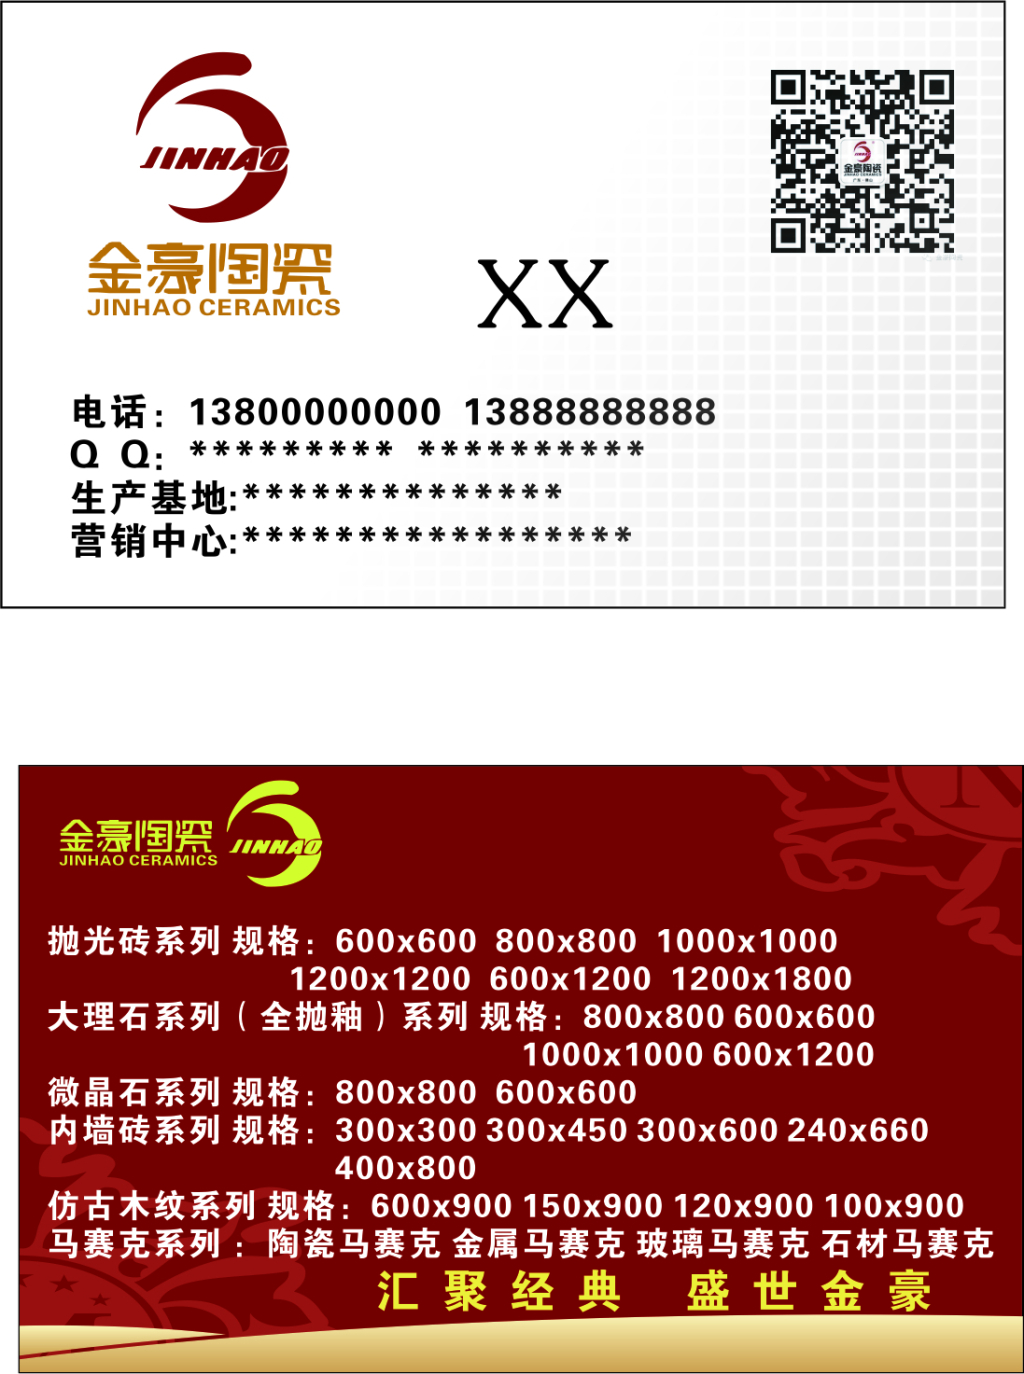 JINHAO
金豪陶瓷
JINHAO CERAMICS
金豪陶瓷
XX
电话：13800000000 13888888888
Q Q：********* **********
生产基地:**************
营销中心:*****************
金豪陶瓷
JINHAO CERAMICS
JINHAO
抛光砖系列 规格：600x600 800x800 1000x1000
1200x1200 600x1200 1200x1800
大理石系列（全抛釉）系列 规格：800x800 600x600
1000x1000 600x1200
微晶石系列 规格：800x800 600x600
内墙砖系列 规格：300x300 300x450 300x600 240x660
400x800
仿古木纹系列 规格：600x900 150x900 120x900 100x900
马赛克系列 ：陶瓷马赛克 金属马赛克 玻璃马赛克 石材马赛克
汇聚经典 盛世金豪